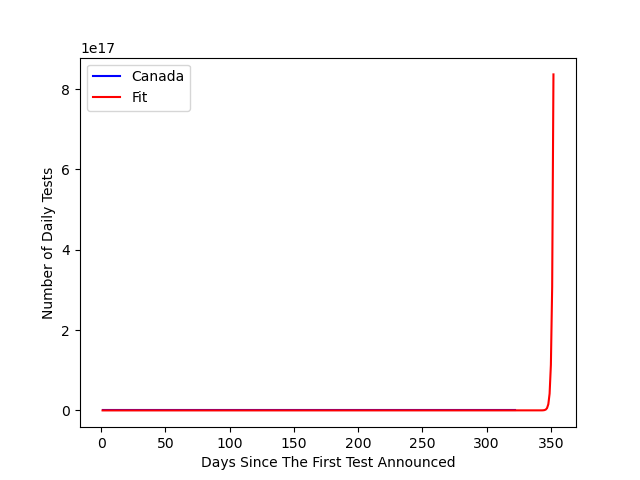 1e17
Canada
Fit
8
6
4
2
0
Number of Daily Tests
0 50 100 150 200 250 300 350
Days Since The First Test Announced